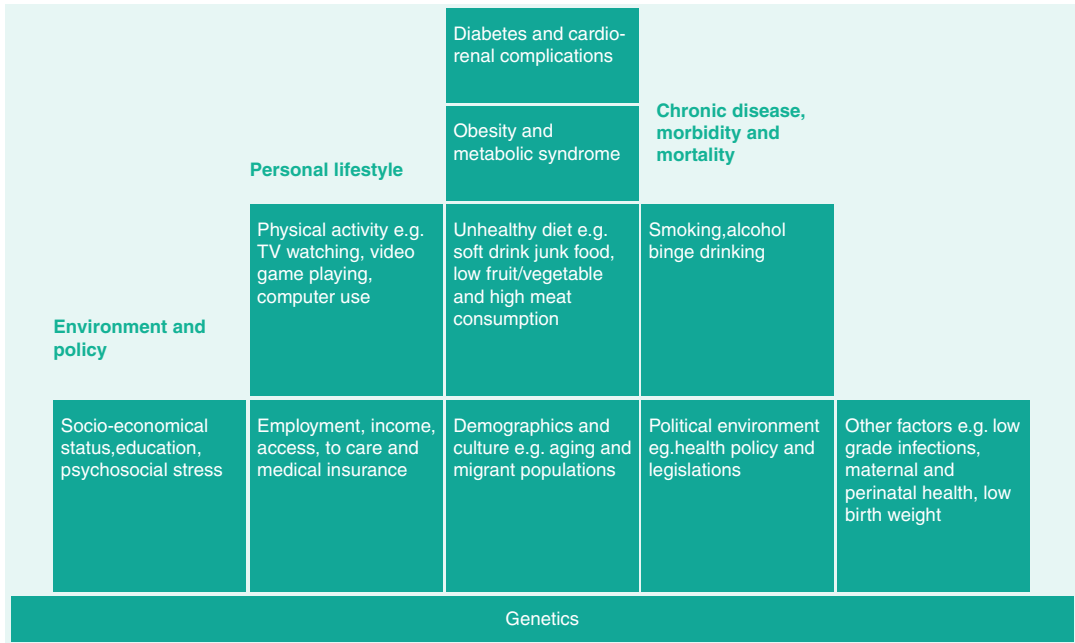 Diabetes and cardio-
renal complications
Obesity and
metabolic syndrome
Chronic disease,
morbidity and
mortality
Personal lifestyle
Physical activity e.g.
TV watching, video
game playing,
computer use
Unhealthy diet e.g.
soft drink junk food,
low fruit/vegetable
and high meat
consumption
Smoking,alcohol
binge drinking
Environment and
policy
Socio-economical
status,education,
psychosocial stress
Employment, income,
access, to care and
medical insurance
Demographics and
culture e.g. aging and
migrant populations
Political environment
eg.health policy and
legislations
Other factors e.g. low
grade infections,
maternal and
perinatal health, low
birth weight
Genetics